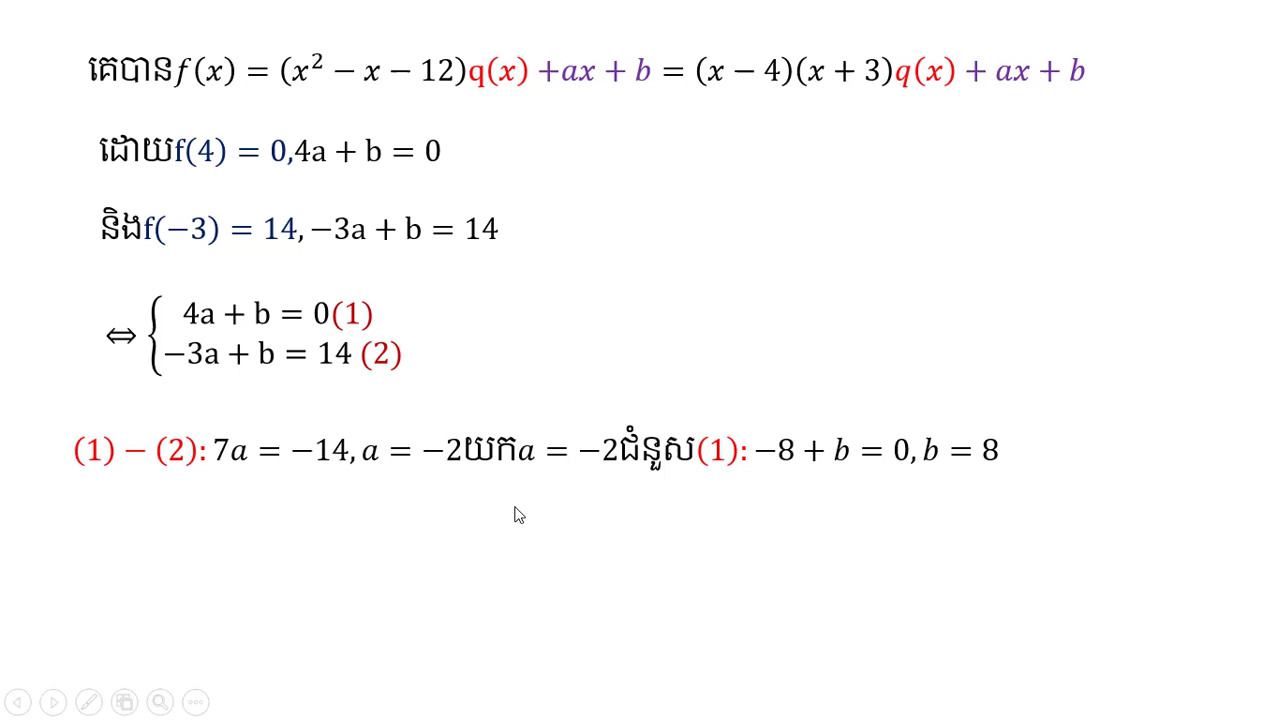 គេបានf(x) = (x² − x − 12)q(x) +ax + b = (x − 4)(x + 3)q(x) + ax + b
ដោយf(4) = 0,4a + b = 0
និងf(−3) = 14, −3a + b = 14
⇔ { 4a + b = 0(1)
−3a + b = 14 (2)
(1) − (2): 7a = −14, a = −2យកa = −2ជំនួស(1): −8 + b = 0, b = 8